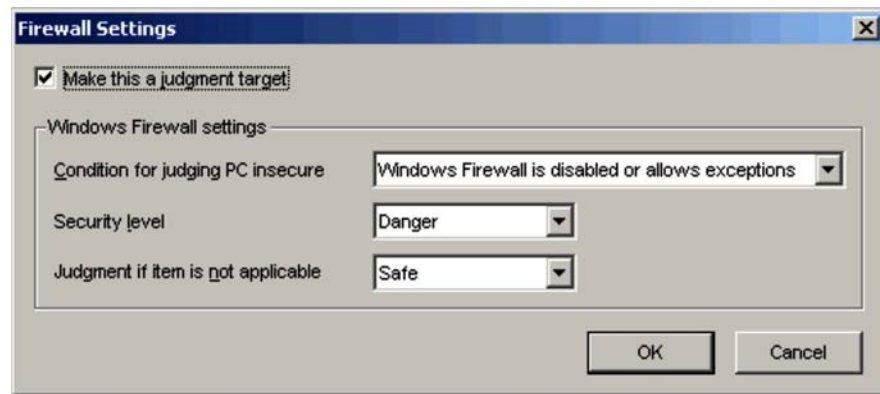 Firewall Settings
Make this a judgment target
Windows Firewall settings
Condition for judging PC insecure Windows Firewall is disabled or allows exceptions
Security level Danger
Judgment if item is not applicable Safe
OK Cancel